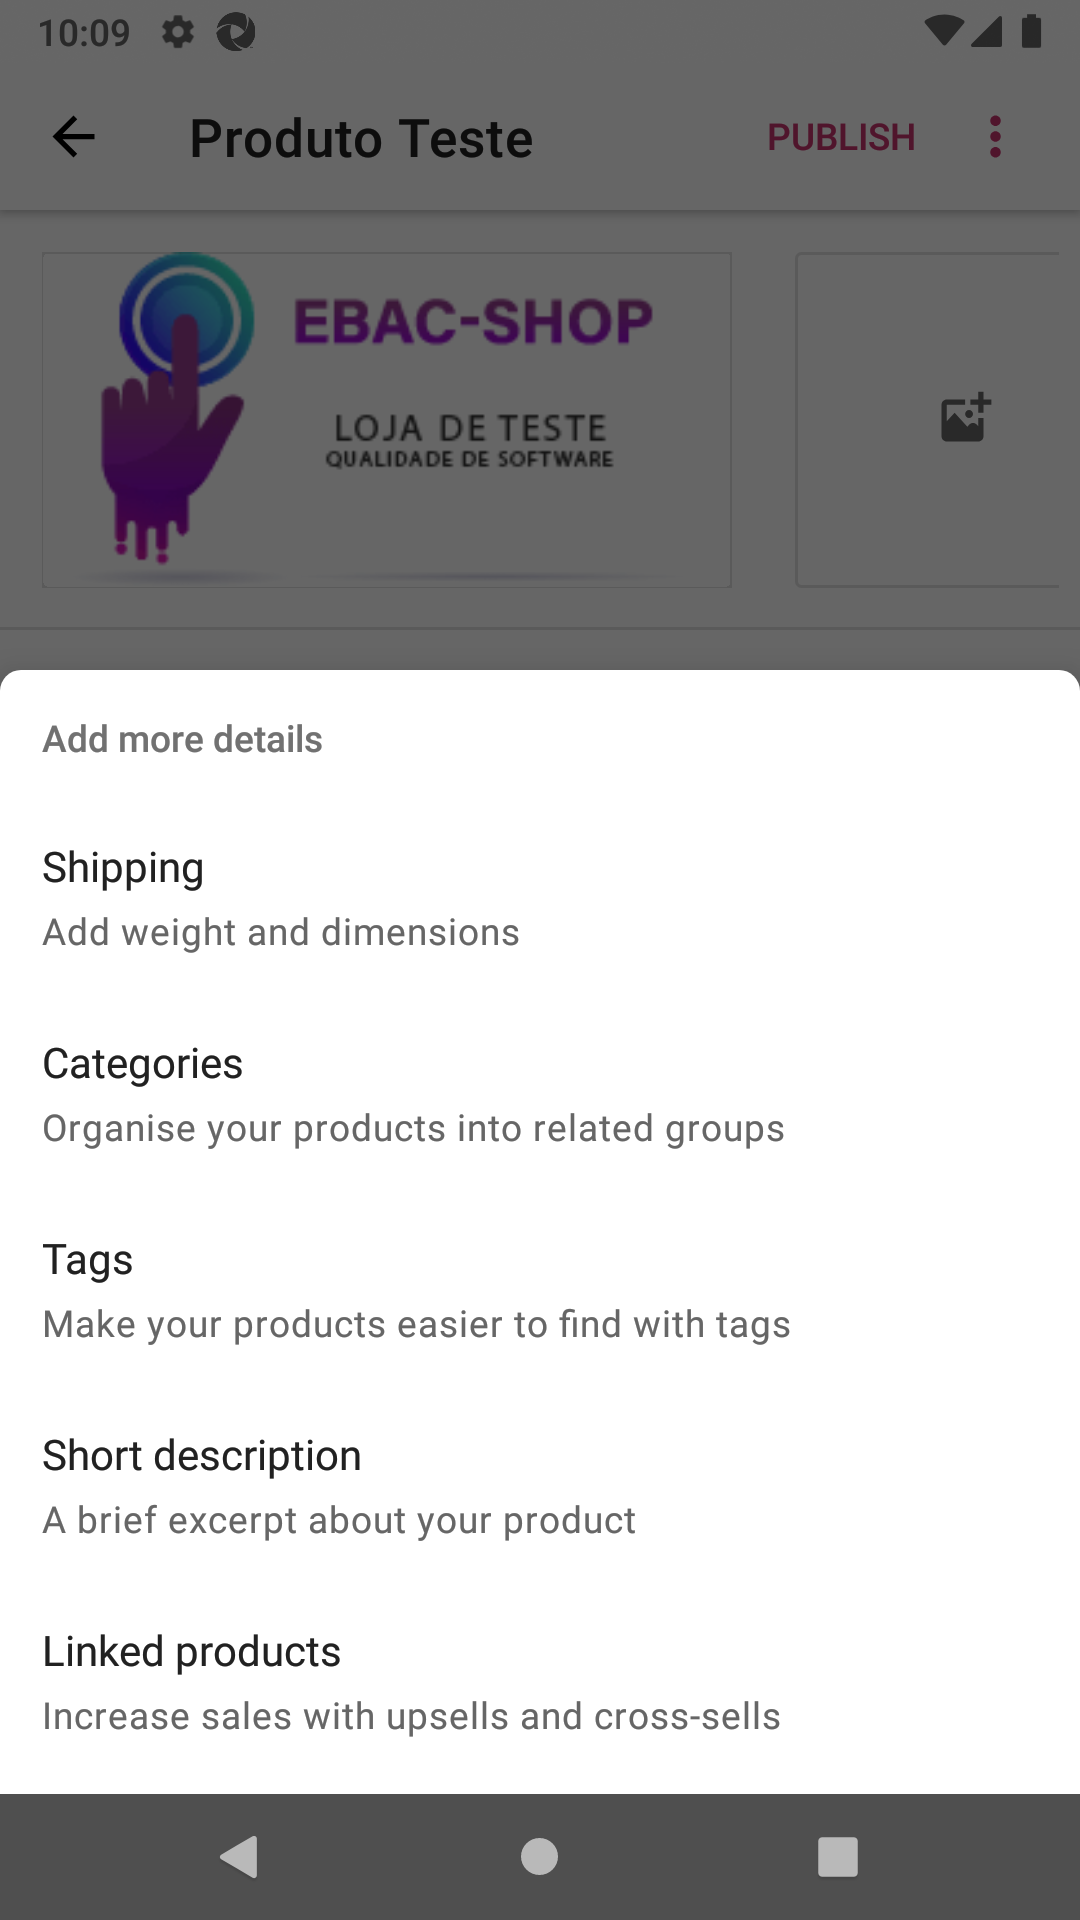 10:09
Produto Teste
PUBLISH
EBAC-SHOP
LOJA DE TESTE
QUALIDADE DE SOFTWARE
Add more details
Shipping
Add weight and dimensions
Categories
Organise your products into related groups
Tags
Make your products easier to find with tags
Short description
A brief excerpt about your product
Linked products
Increase sales with upsells and cross-sells